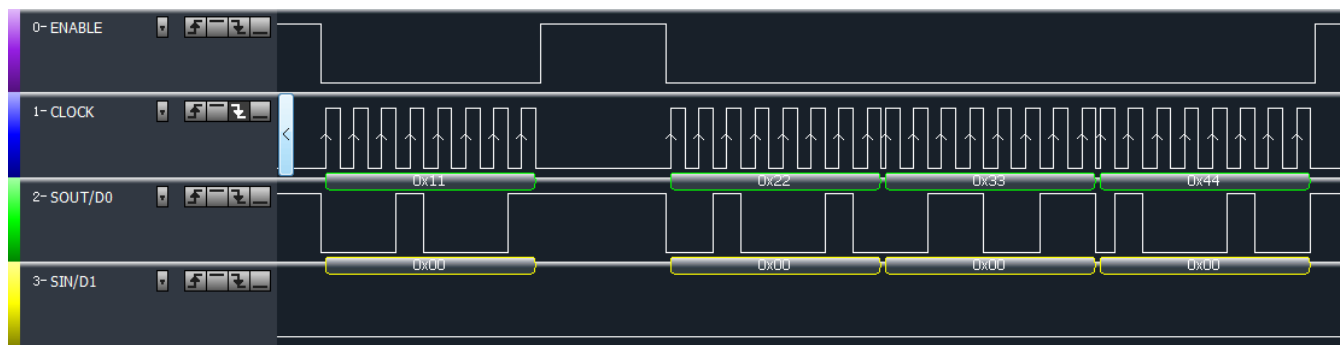 0- ENABLE
1- CLOCK
0x11 0x22 0x33 0x44
2- SOUT/D0
0x00 0x00 0x00 0x00
3- SIN/D1